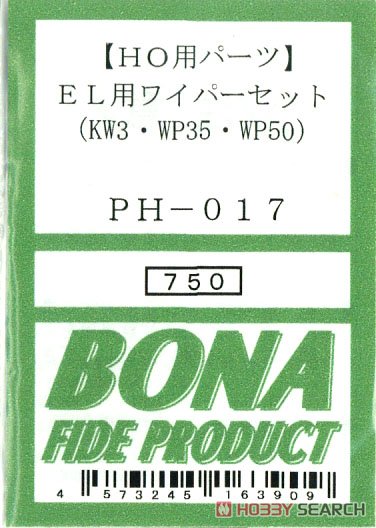 【ＨＯ用パーツ】
ＥＬ用ワイパーセット
(KW3・WP35・WP50)
ＰＨ－０１７
７５０
BONA
FIDE PRODUCT
4 573245 163909
HOBBY SEARCH